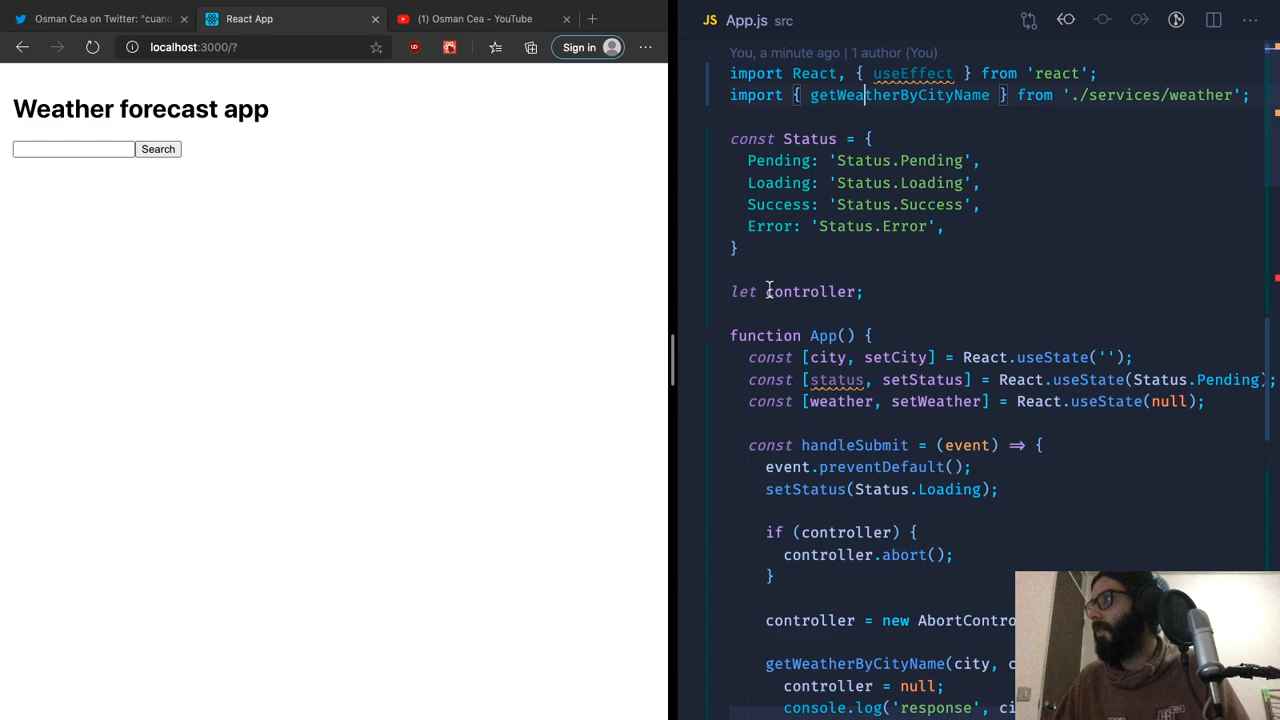 Osman Cea on Twitter: "cuand
React App
(1) Osman Cea - YouTube
localhost:3000/?
Sign in
Weather forecast app
Search
JS App.js src
You, a minute ago | 1 author (You)
import React, { useEffect } from 'react';
import { getWeatherByCityName } from './services/weather';
const Status = {
Pending: 'Status.Pending',
Loading: 'Status.Loading',
Success: 'Status.Success',
Error: 'Status.Error',
}
let controller;
function App() {
const [city, setCity] = React.useState('');
const [status, setStatus] = React.useState(Status.Pending);
const [weather, setWeather] = React.useState(null);
const handleSubmit = (event) ⇒ {
event.preventDefault();
setStatus(Status.Loading);
if (controller) {
controller.abort();
}
controller = new AbortContro
getWeatherByCityName(city, c
controller = null;
console.log('response', ci